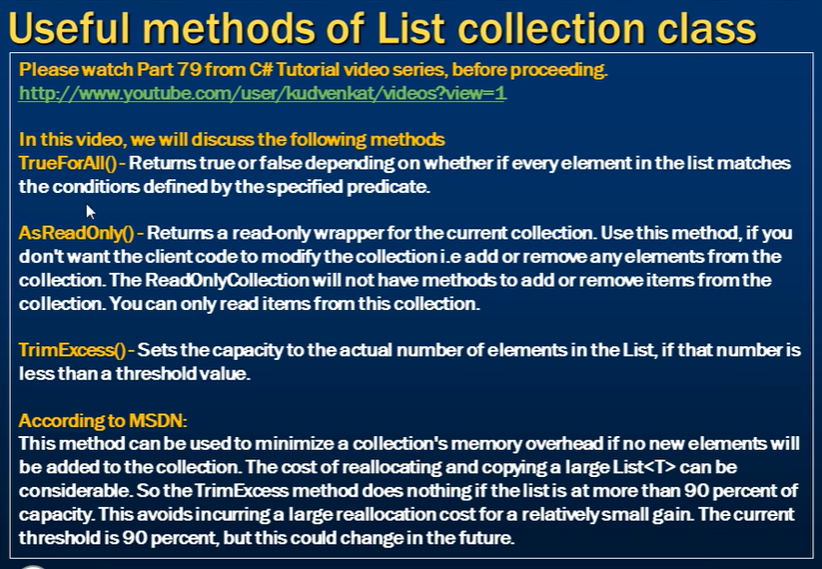 Useful methods of List collection class
Please watch Part 79 from C# Tutorial video series, before proceeding.
http://www.youtube.com/user/kudvenkat/videos?view=1
In this video, we will discuss the following methods
TrueForAll() - Returns true or false depending on whether if every element in the list matches
the conditions defined by the specified predicate.
AsReadOnly() - Returns a read-only wrapper for the current collection. Use this method, if you
don't want the client code to modify the collection i.e add or remove any elements from the
collection. The ReadOnlyCollection will not have methods to add or remove items from the
collection. You can only read items from this collection.
TrimExcess() - Sets the capacity to the actual number of elements in the List, if that number is
less than a threshold value.
According to MSDN:
This method can be used to minimize a collection's memory overhead if no new elements will
be added to the collection. The cost of reallocating and copying a large List<T> can be
considerable. So the TrimExcess method does nothing if the list is at more than 90 percent of
capacity. This avoids incurring a large reallocation cost for a relatively small gain. The current
threshold is 90 percent, but this could change in the future.